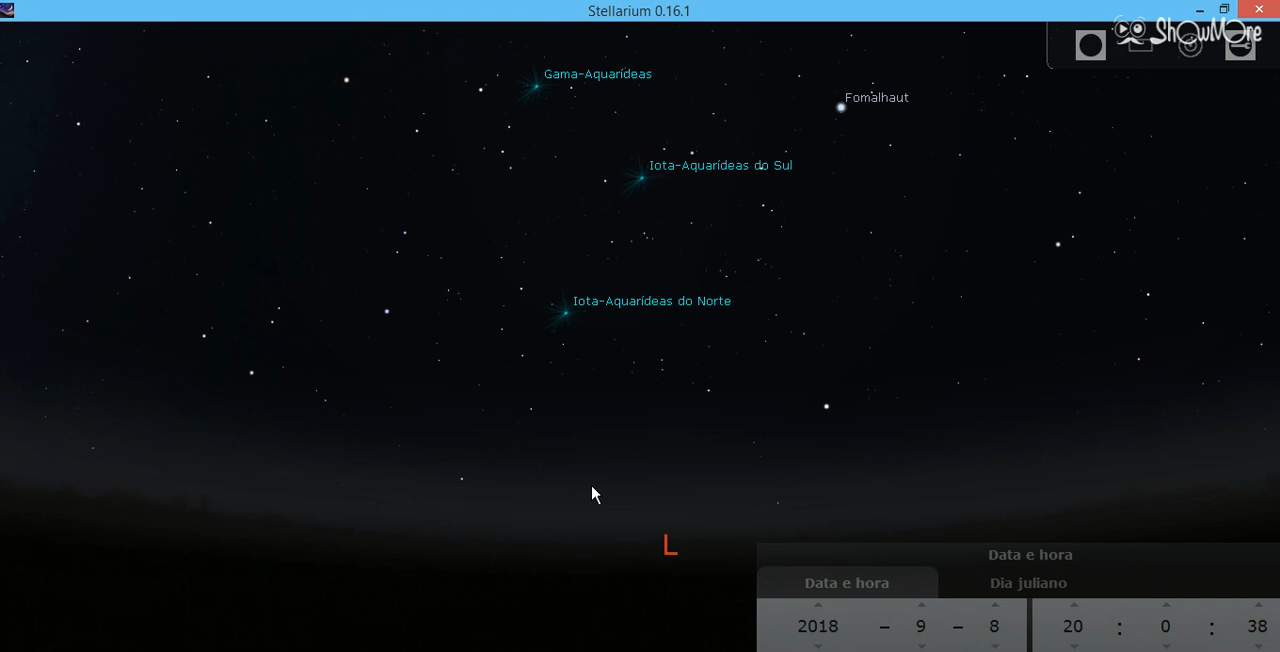 Stellarium 0.16.1
ShowMore
Gama-Aquarídeas
Fomalhaut
Iota-Aquarídeas do Sul
Iota-Aquarídeas do Norte
L
Data e hora
Data e hora Dia juliano
2018 - 9 - 8 20 : 0 : 38